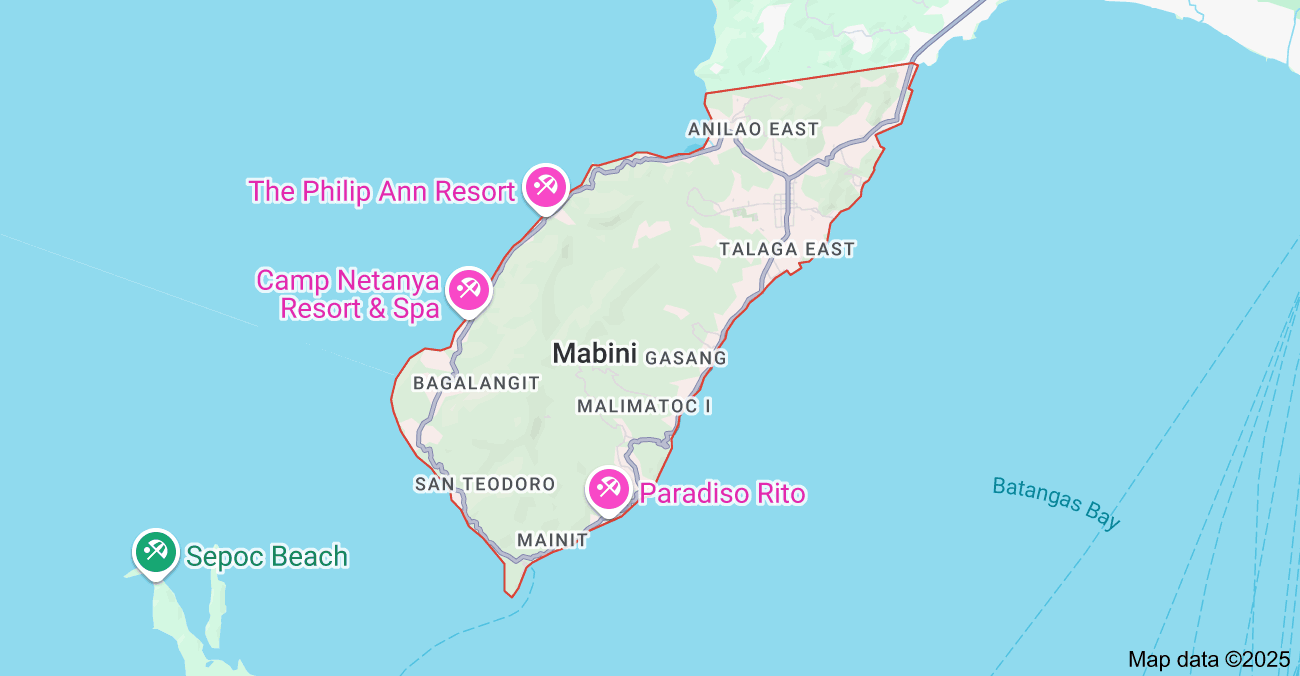 ANILAO EAST
The Philip Ann Resort
TALAGA EAST
Camp Netanya
Resort & Spa
Mabini
GASANG
BAGALANGIT
MALIMATOC I
SAN TEODORO
Paradiso Rito
Batangas Bay
MAINIT
Sepoc Beach
Map data ©2025